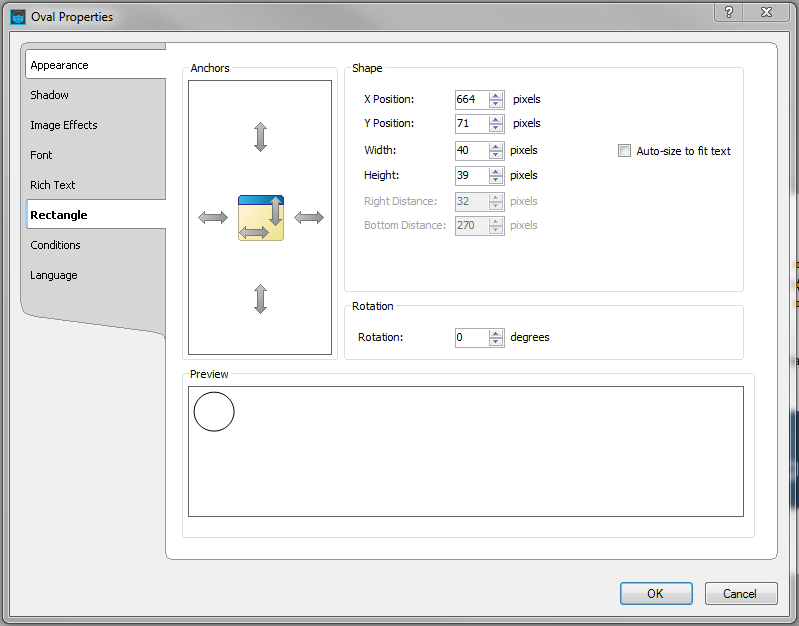 Oval Properties
?
Appearance
Shadow
Image Effects
Font
Rich Text
Rectangle
Conditions
Language
Anchors
Shape
X Position: 664 pixels
Y Position: 71 pixels
Width: 40 pixels
Auto-size to fit text
Height: 39 pixels
Right Distance: 32 pixels
Bottom Distance: 270 pixels
Rotation
Rotation: 0 degrees
Preview
OK
Cancel